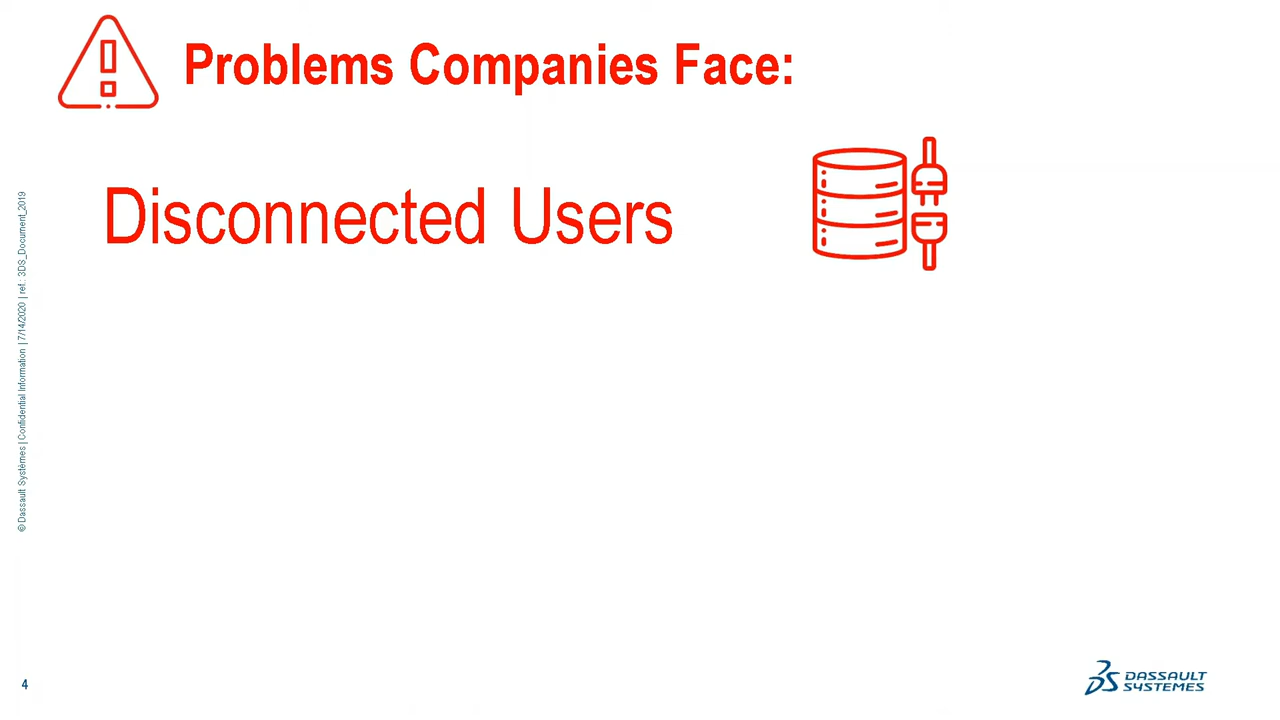 Problems Companies Face:
Disconnected Users
© Dassault Systèmes | Confidential Information | 7/14/2020 | ref.: 3DS_Document_2019
4
DASSAULT
SYSTEMES